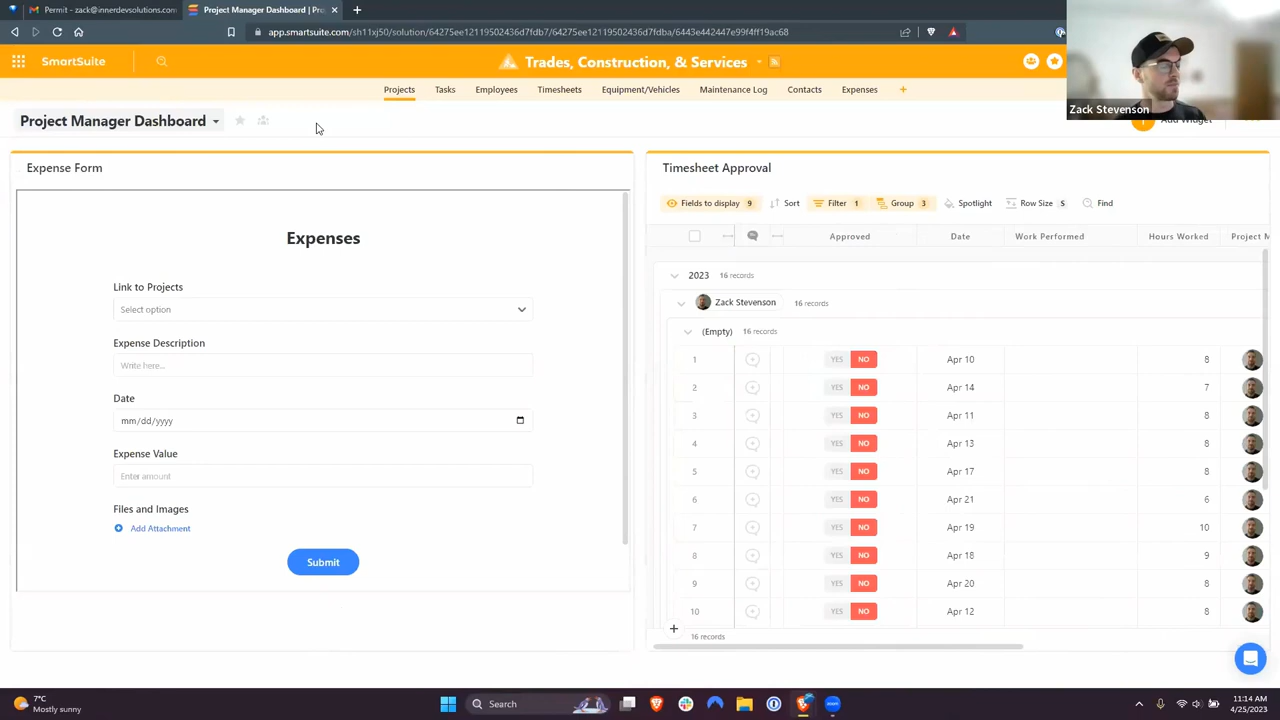 Permit - zack@innerdevsolutions.com
Project Manager Dashboard | Pro
app.smartsuite.com/sh11xj50/solution/64275ee12119502436d7fdb7/64275ee12119502436d7fdba/6443e442447e99f4ff19ac68
SmartSuite
Trades, Construction, & Services
Projects Tasks Employees Timesheets Equipment/Vehicles Maintenance Log Contacts Expenses
Zack Stevenson
Project Manager Dashboard
Add Widget
Expense Form
Expenses
Link to Projects
Select option
Expense Description
Write here...
Date
mm/dd/yyyy
Expense Value
Enter amount
Files and Images
Add Attachment
Submit
Timesheet Approval
Fields to display 9 Sort Filter 1 Group 3 Spotlight Row Size S Find
Approved Date Work Performed Hours Worked Project M
2023 16 records
Zack Stevenson 16 records
(Empty) 16 records
1 YES NO Apr 10 8
2 YES NO Apr 14 7
3 YES NO Apr 11 8
4 YES NO Apr 13 8
5 YES NO Apr 17 8
6 YES NO Apr 21 6
7 YES NO Apr 19 10
8 YES NO Apr 18 9
9 YES NO Apr 20 8
10 YES NO Apr 12 8
16 records
7°C
Mostly sunny
Search
zoom
11:14 AM
4/25/2023